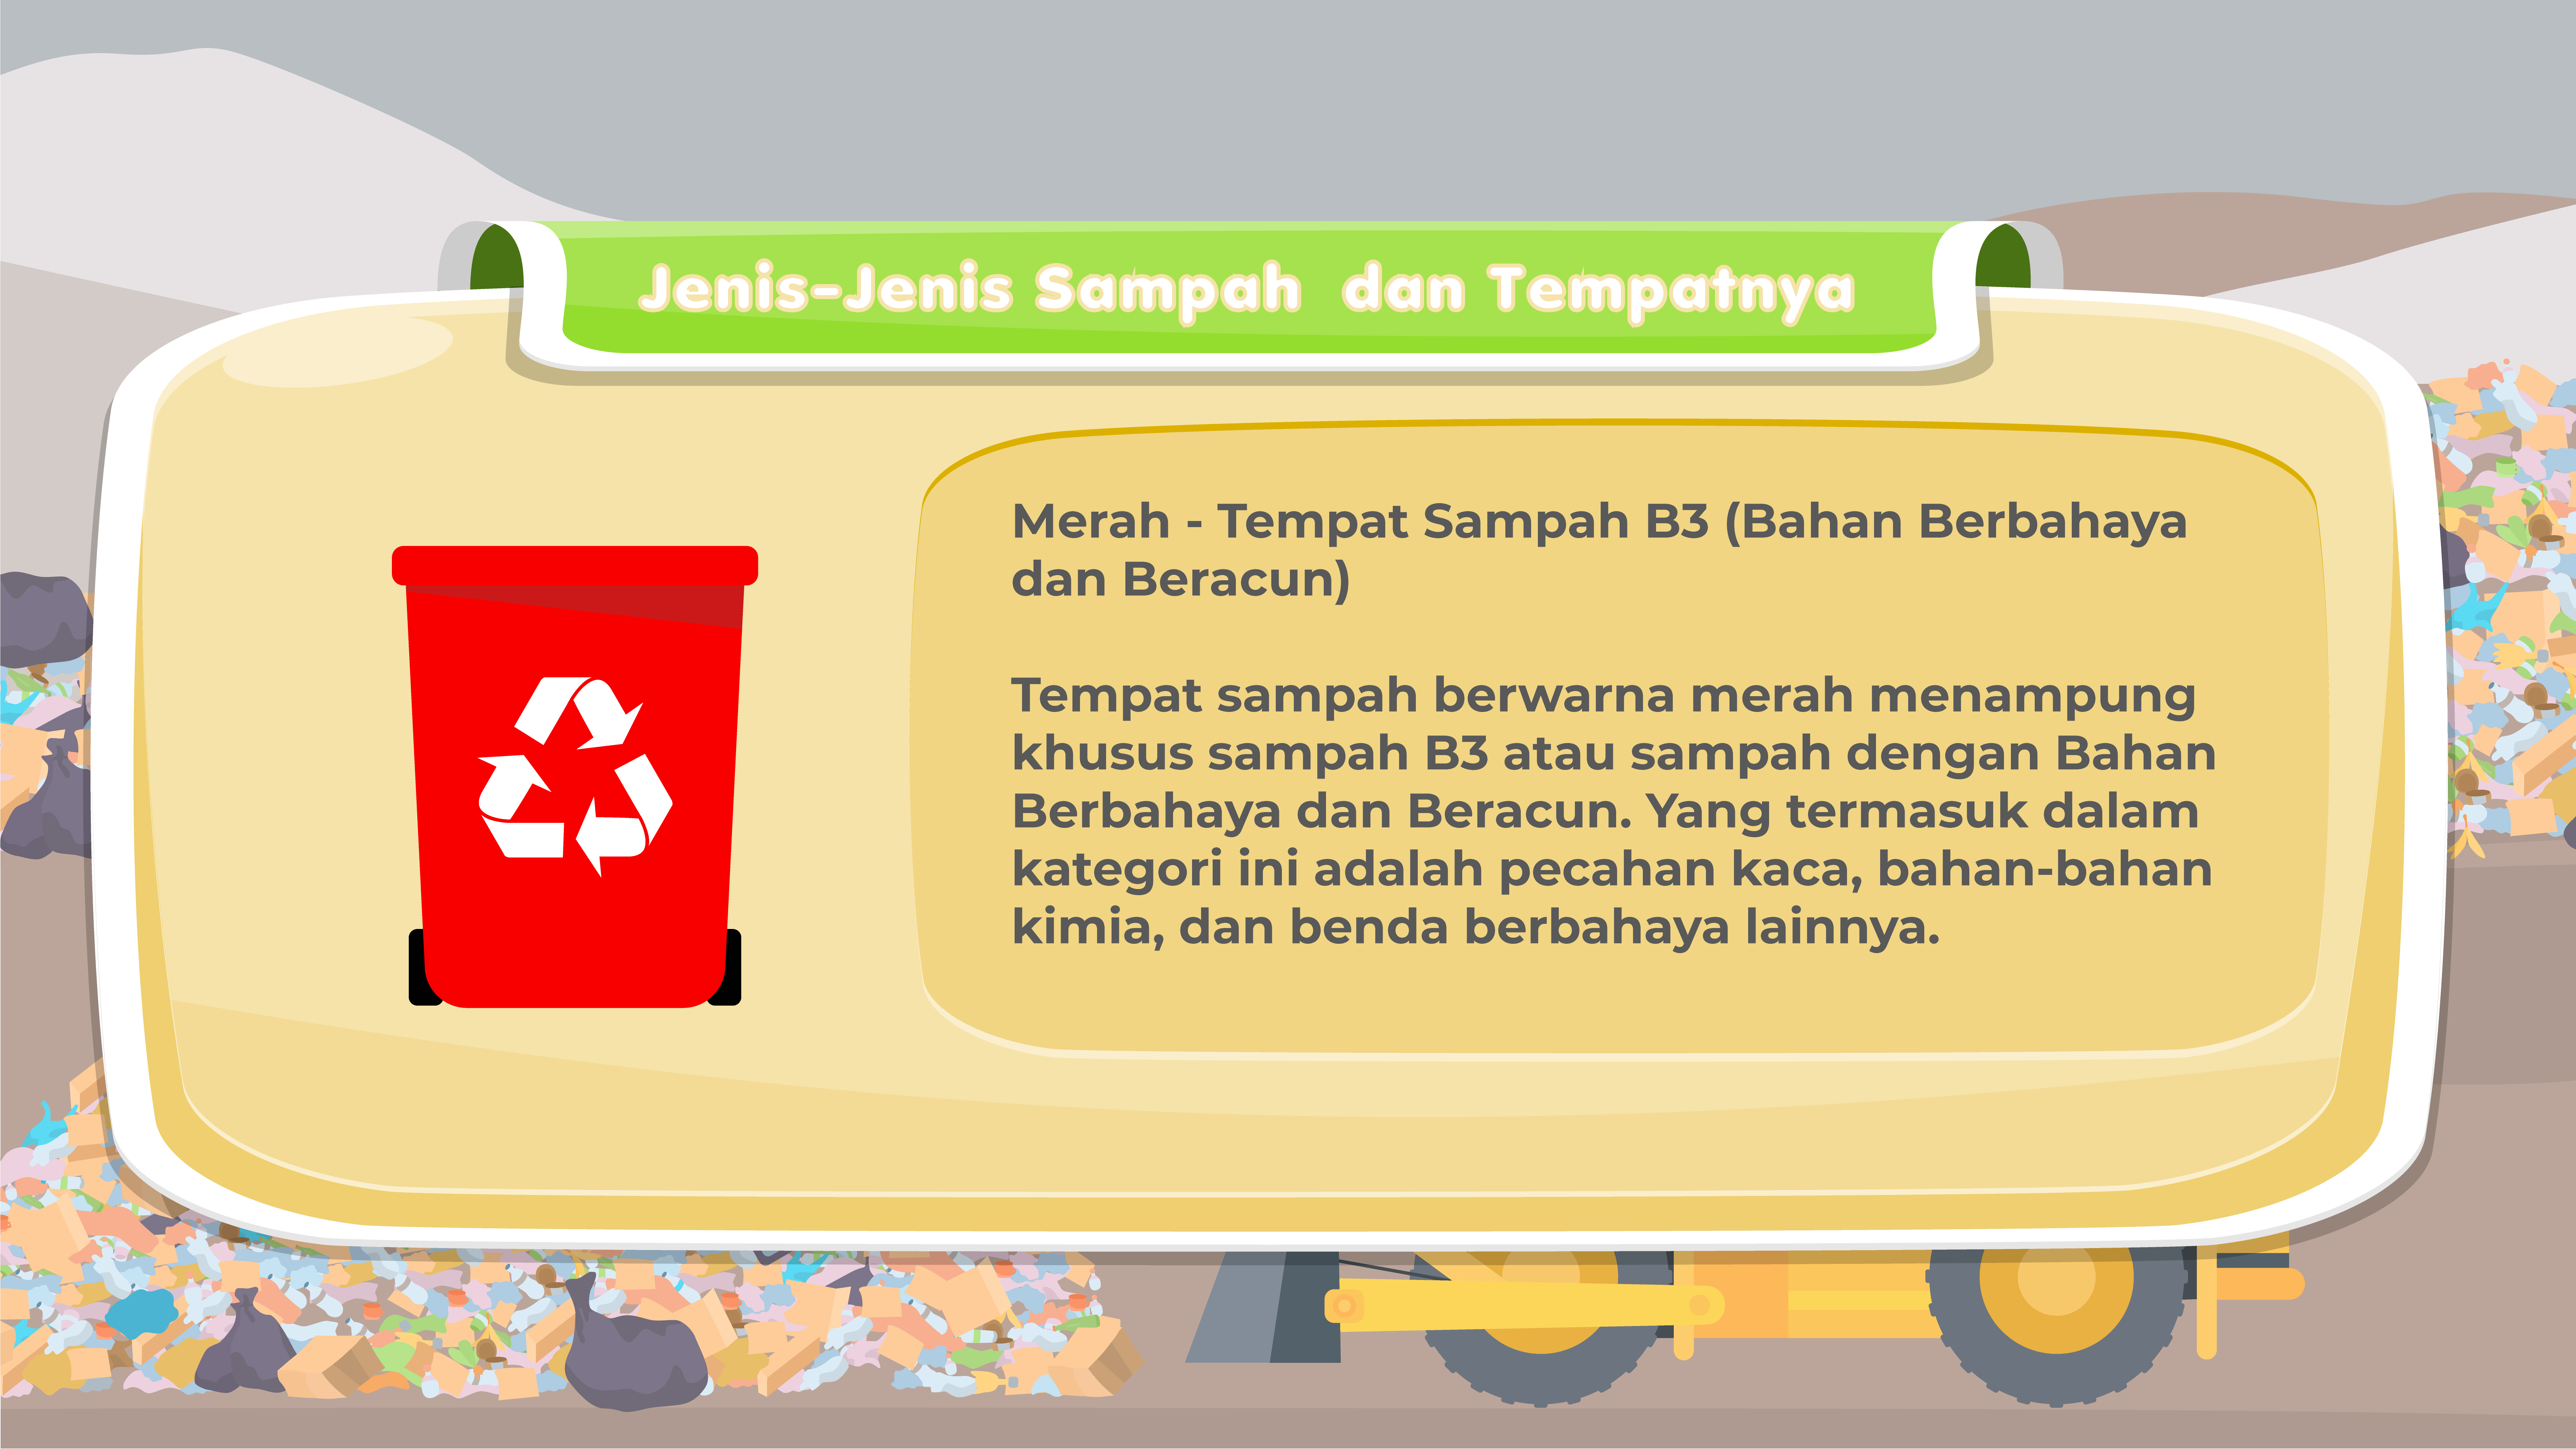 Jenis-Jenis Sampah dan Tempatnya
Merah - Tempat Sampah B3 (Bahan Berbahaya
dan Beracun)
Tempat sampah berwarna merah menampung
khusus sampah B3 atau sampah dengan Bahan
Berbahaya dan Beracun. Yang termasuk dalam
kategori ini adalah pecahan kaca, bahan-bahan
kimia, dan benda berbahaya lainnya.